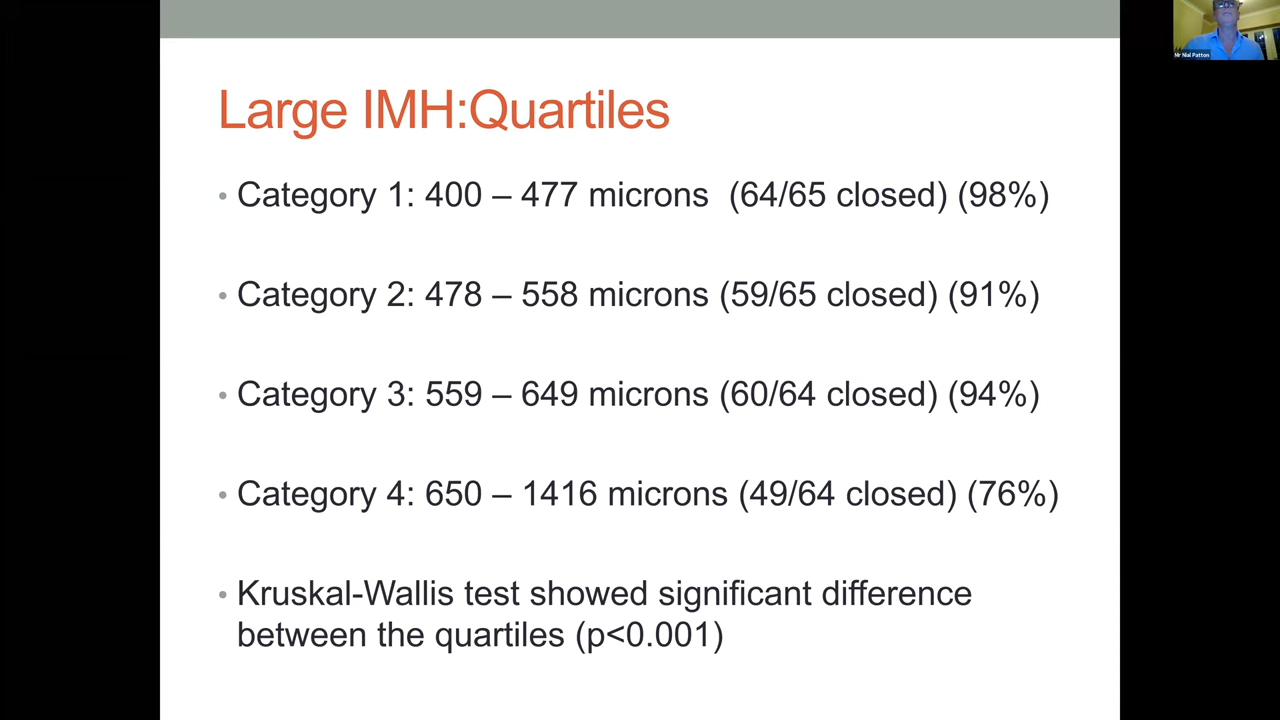 Large IMH:Quartiles
• Category 1: 400 – 477 microns  (64/65 closed) (98%)
• Category 2: 478 – 558 microns (59/65 closed) (91%)
• Category 3: 559 – 649 microns (60/64 closed) (94%)
• Category 4: 650 – 1416 microns (49/64 closed) (76%)
• Kruskal-Wallis test showed significant difference
between the quartiles (p<0.001)
Mr Nial Patton